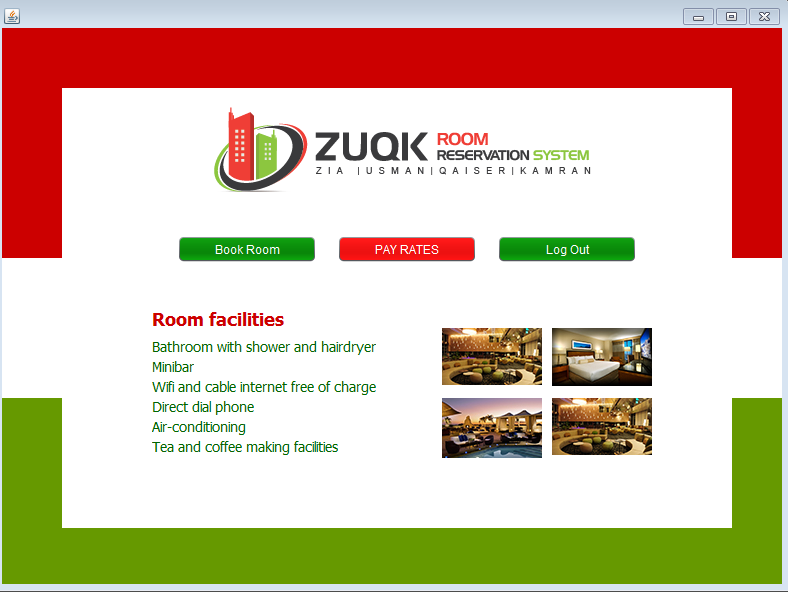 ZUQK ROOM
RESERVATION SYSTEM
ZIA |USMAN|QAISER|KAMRAN
Book Room
PAY RATES
Log Out
Room facilities
Bathroom with shower and hairdryer
Minibar
Wifi and cable internet free of charge
Direct dial phone
Air-conditioning
Tea and coffee making facilities